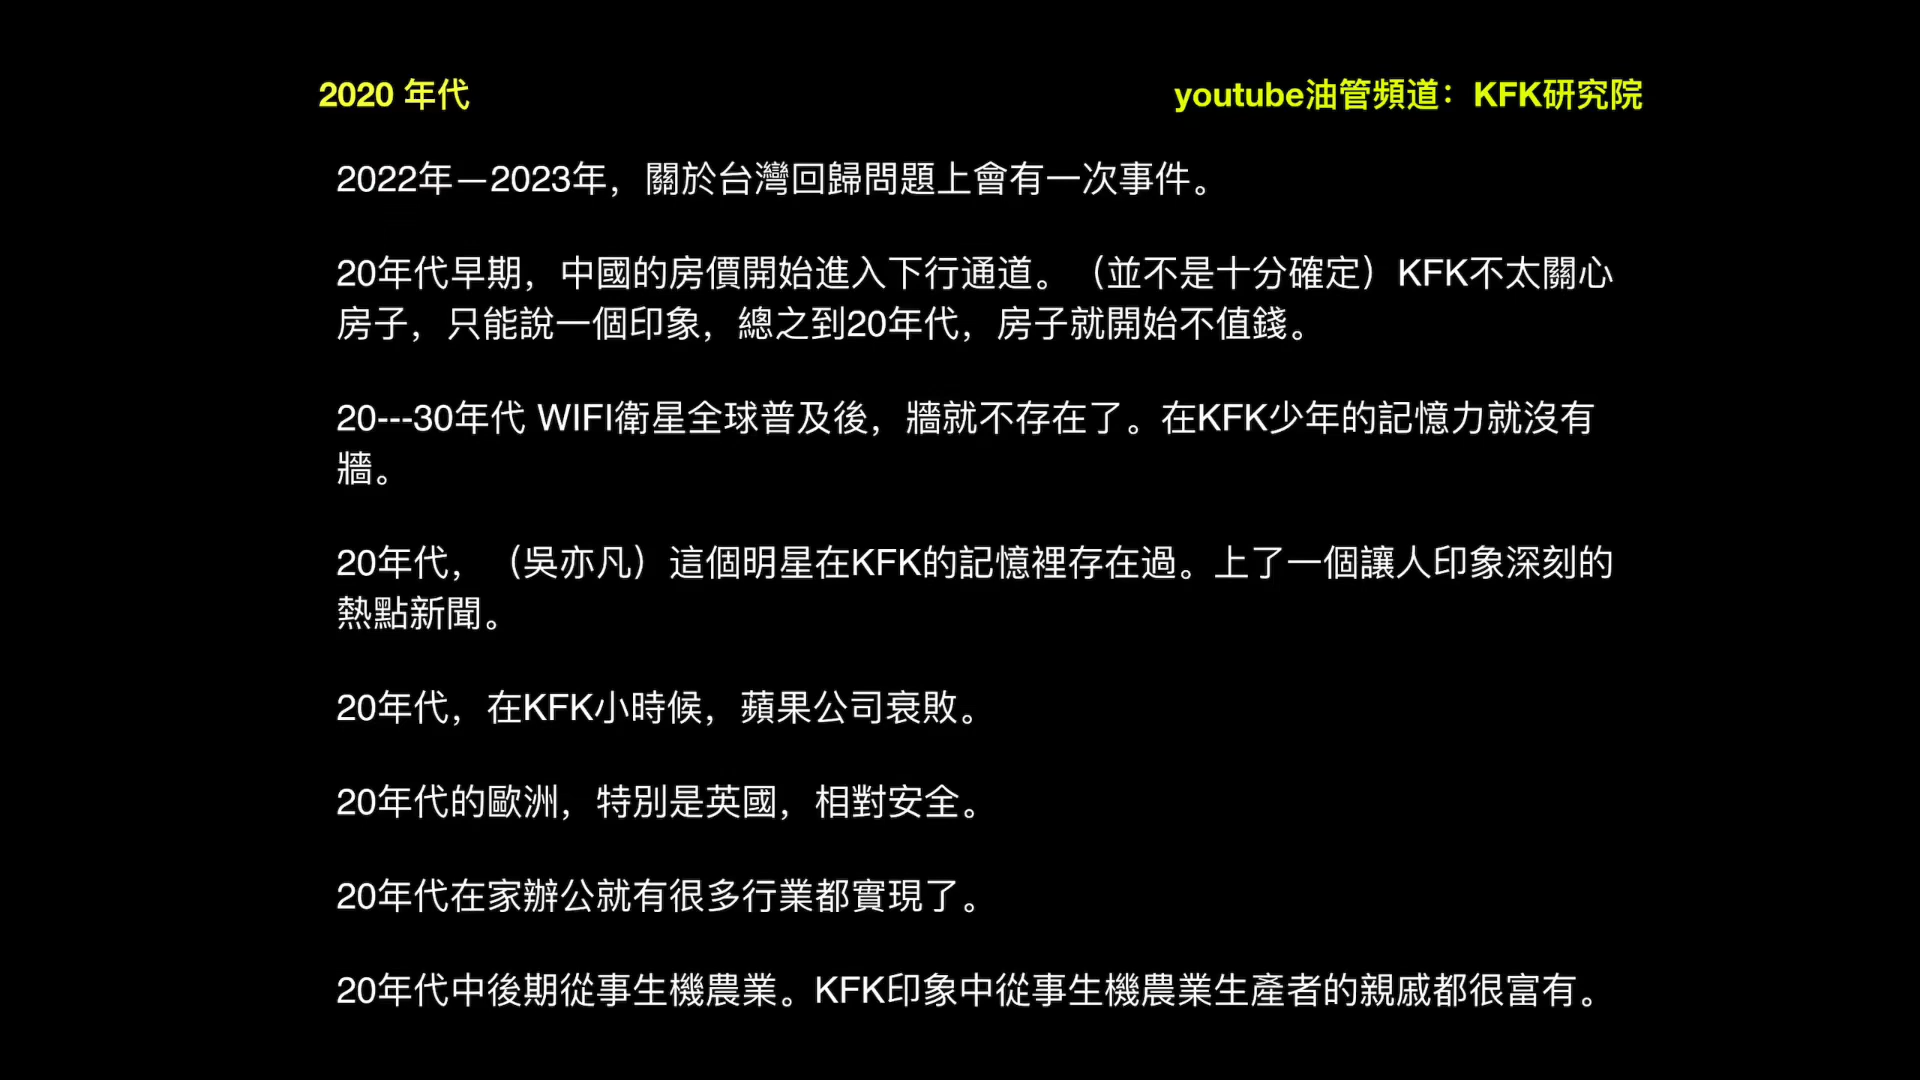 2020 年代
youtube油管頻道：KFK研究院
2022年—2023年，關於台灣回歸問題上會有一次事件。
20年代早期，中國的房價開始進入下行通道。（並不是十分確定）KFK不太關心
房子，只能說一個印象，總之到20年代，房子就開始不值錢。
20---30年代 WIFI衛星全球普及後，牆就不存在了。在KFK少年的記憶力就沒有
牆。
20年代，（吳亦凡）這個明星在KFK的記憶裡存在過。上了一個讓人印象深刻的
熱點新聞。
20年代，在KFK小時候，蘋果公司衰敗。
20年代的歐洲，特別是英國，相對安全。
20年代在家辦公就有很多行業都實現了。
20年代中後期從事生機農業。KFK印象中從事生機農業生產者的親戚都很富有。